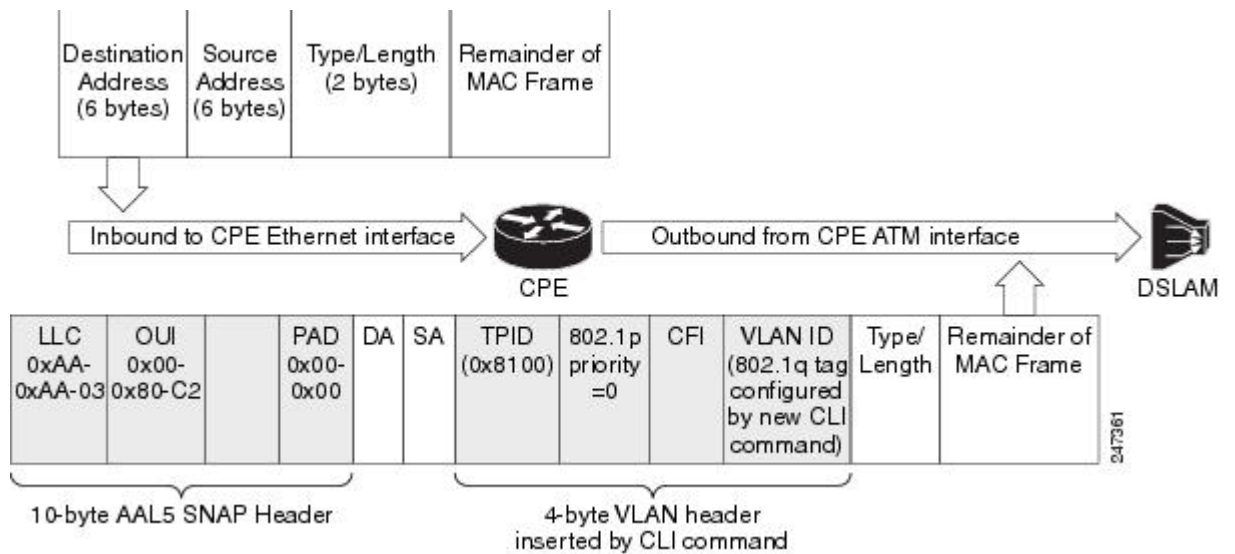 Destination
Address
(6 bytes)
Source
Address
(6 bytes)
Type/Length
(2 bytes)
Remainder of
MAC Frame
Inbound to CPE Ethernet interface
CPE
Outbound from CPE ATM interface
DSLAM
LLC
0xAA-
0xAA-03
OUI
0x00-
0x80-C2
PAD
0x00-
0x00
DA
SA
TPID
(0x8100)
802.1p
priority
=0
CFI
VLAN ID
(802.1q tag
configured
by new CLI
command)
Type/
Length
Remainder of
MAC Frame
247361
10-byte AAL5 SNAP Header
4-byte VLAN header
inserted by CLI command